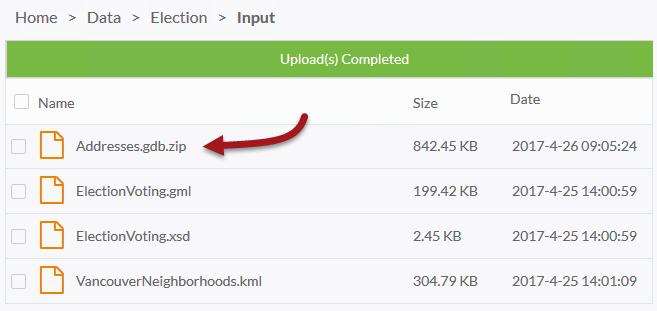 Home > Data > Election > Input
Upload(s) Completed
Name Size Date
Addresses.gdb.zip 842.45 KB 2017-4-26 09:05:24
ElectionVoting.gml 199.42 KB 2017-4-25 14:00:59
ElectionVoting.xsd 2.45 KB 2017-4-25 14:00:59
VancouverNeighborhoods.kml 304.79 KB 2017-4-25 14:01:09